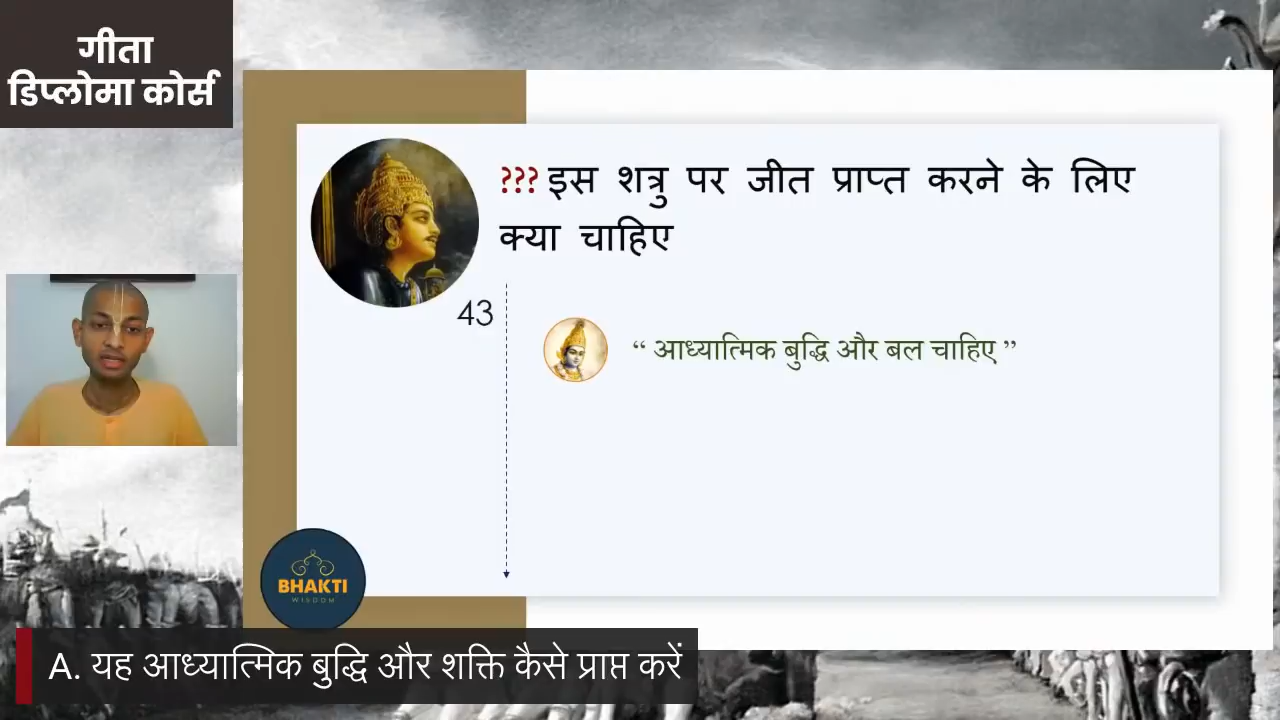 गीता
डिप्लोमा कोर्स
??? इस शत्रु पर जीत प्राप्त करने के लिए
क्या चाहिए
43
“ आध्यात्मिक बुद्धि और बल चाहिए ”
BHAKTI
WISDOM
A. यह आध्यात्मिक बुद्धि और शक्ति कैसे प्राप्त करें